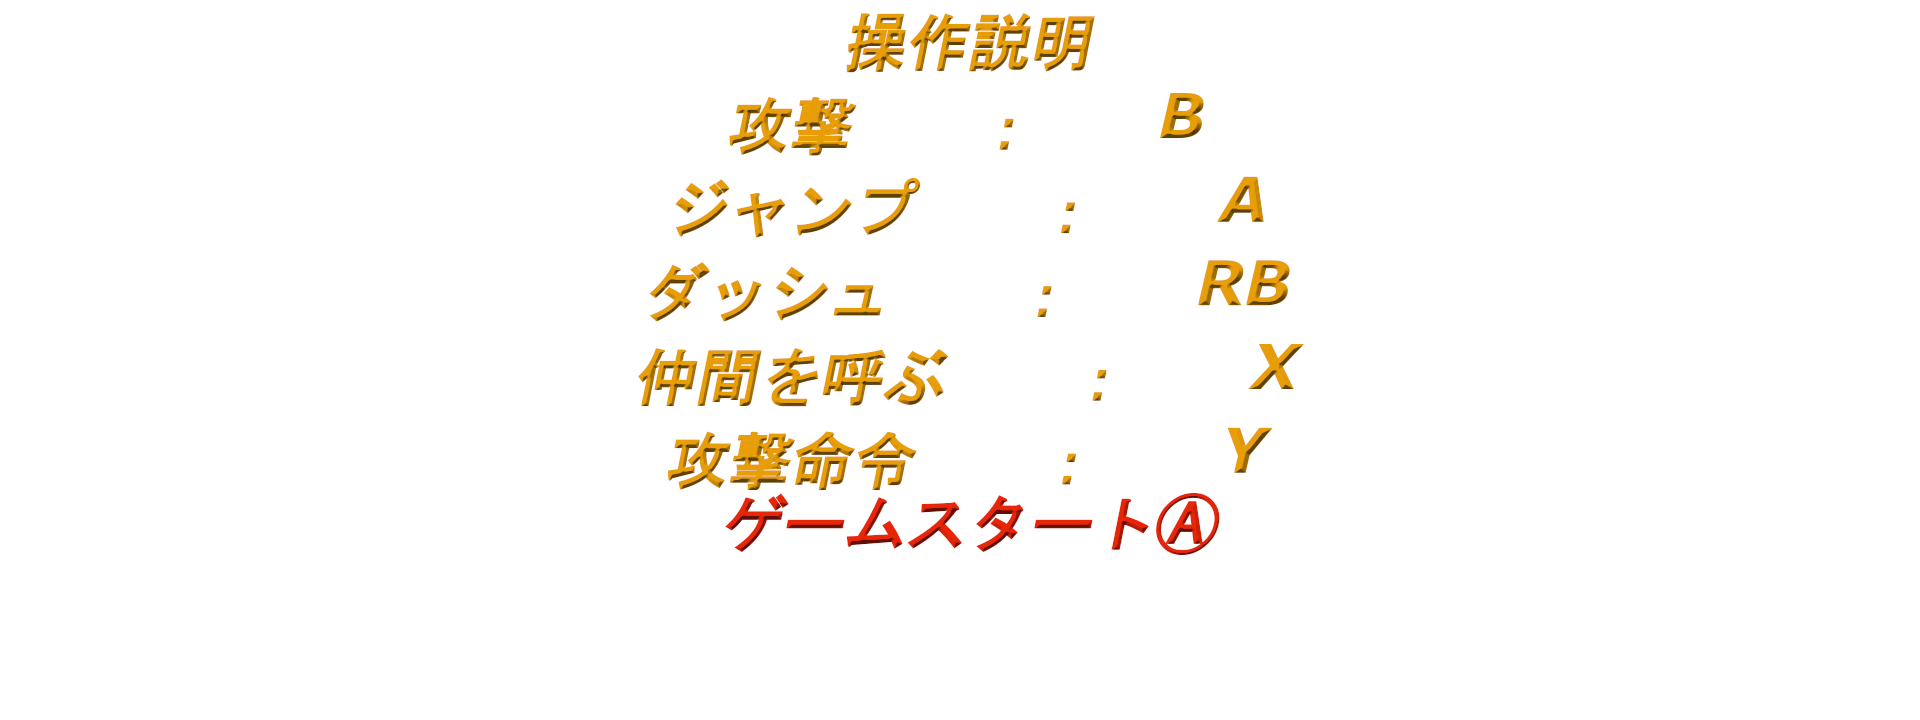 操作説明
攻撃 : B
ジャンプ : A
ダッシュ : RB
仲間を呼ぶ : X
攻撃命令 : Y
ゲームスタートⒶ